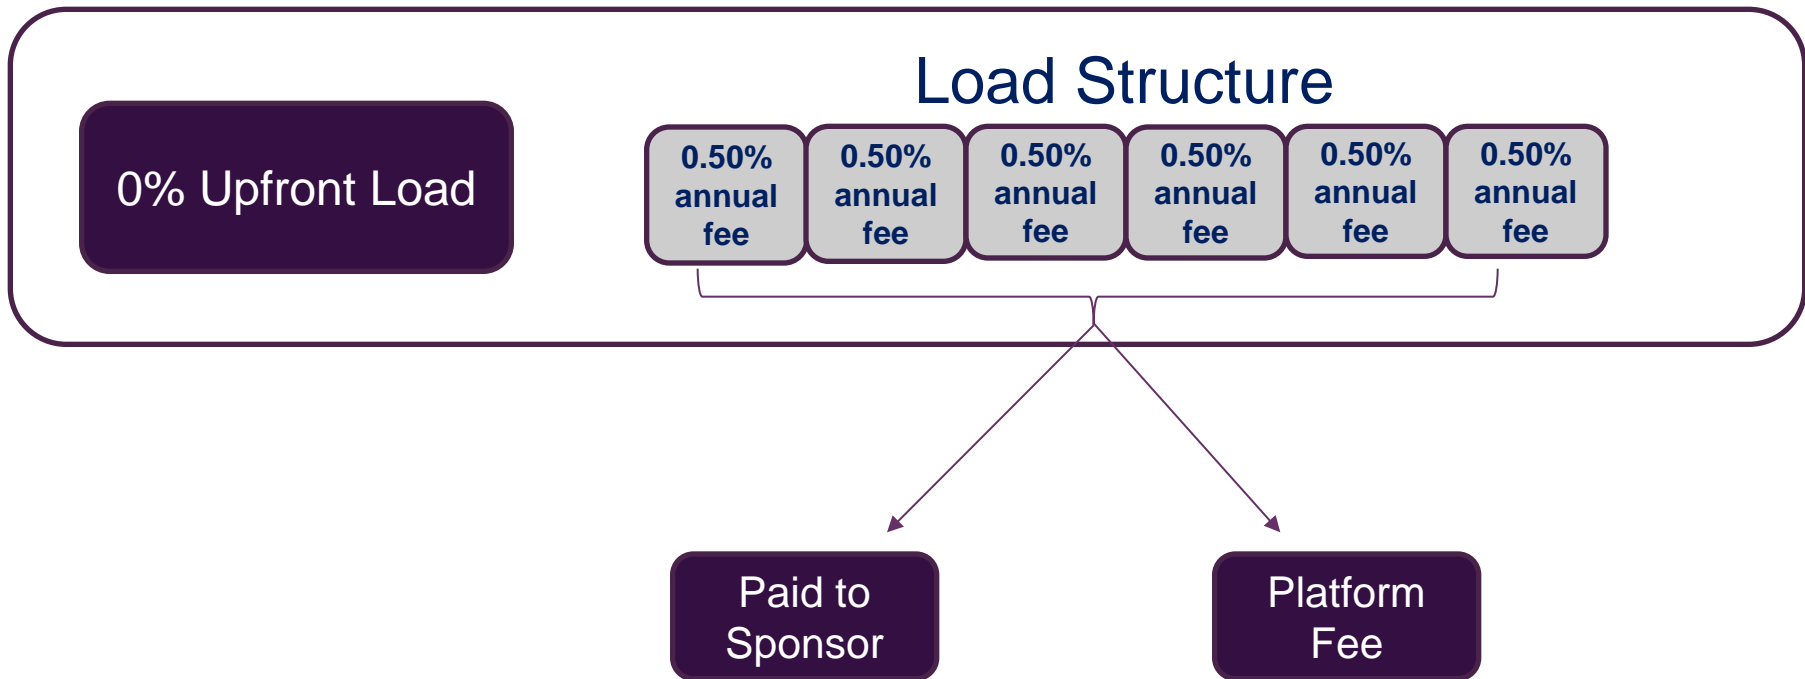 Load Structure
0% Upfront Load
0.50%
annual
fee
0.50%
annual
fee
0.50%
annual
fee
0.50%
annual
fee
0.50%
annual
fee
0.50%
annual
fee
Paid to
Sponsor
Platform
Fee